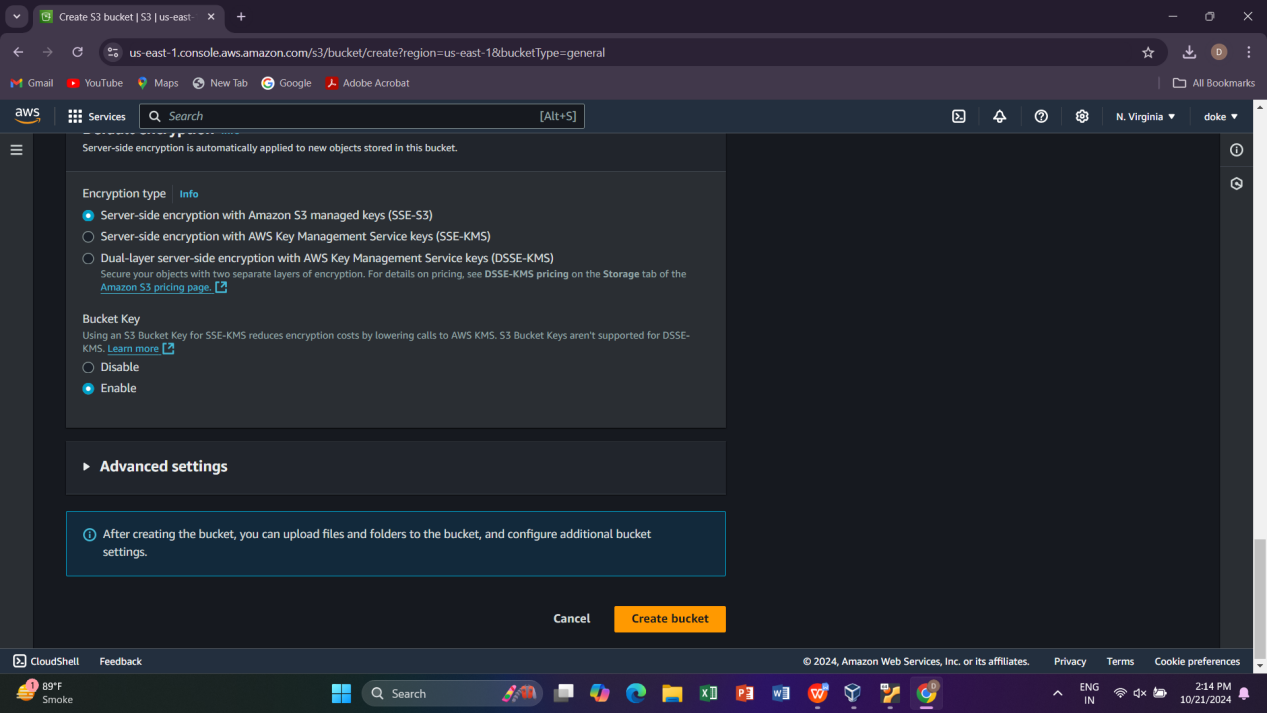 Create S3 bucket | S3 | us-east-
us-east-1.console.aws.amazon.com/s3/bucket/create?region=us-east-1&bucketType=general
D
Gmail
YouTube
Maps
New Tab
Google
Adobe Acrobat
All Bookmarks
aws
Services
Search
[Alt+S]
N. Virginia
doke
Server-side encryption is automatically applied to new objects stored in this bucket.
Encryption type
Info
Server-side encryption with Amazon S3 managed keys (SSE-S3)
Server-side encryption with AWS Key Management Service keys (SSE-KMS)
Dual-layer server-side encryption with AWS Key Management Service keys (DSSE-KMS)
Secure your objects with two separate layers of encryption. For details on pricing, see DSSE-KMS pricing on the Storage tab of the
Amazon S3 pricing page.
Bucket Key
Using an S3 Bucket Key for SSE-KMS reduces encryption costs by lowering calls to AWS KMS. S3 Bucket Keys aren't supported for DSSE-
KMS. Learn more
Disable
Enable
Advanced settings
After creating the bucket, you can upload files and folders to the bucket, and configure additional bucket
settings.
Cancel
Create bucket
CloudShell
Feedback
© 2024, Amazon Web Services, Inc. or its affiliates.
Privacy
Terms
Cookie preferences
1
89°F
Smoke
Search
ENG
IN
2:14 PM
10/21/2024